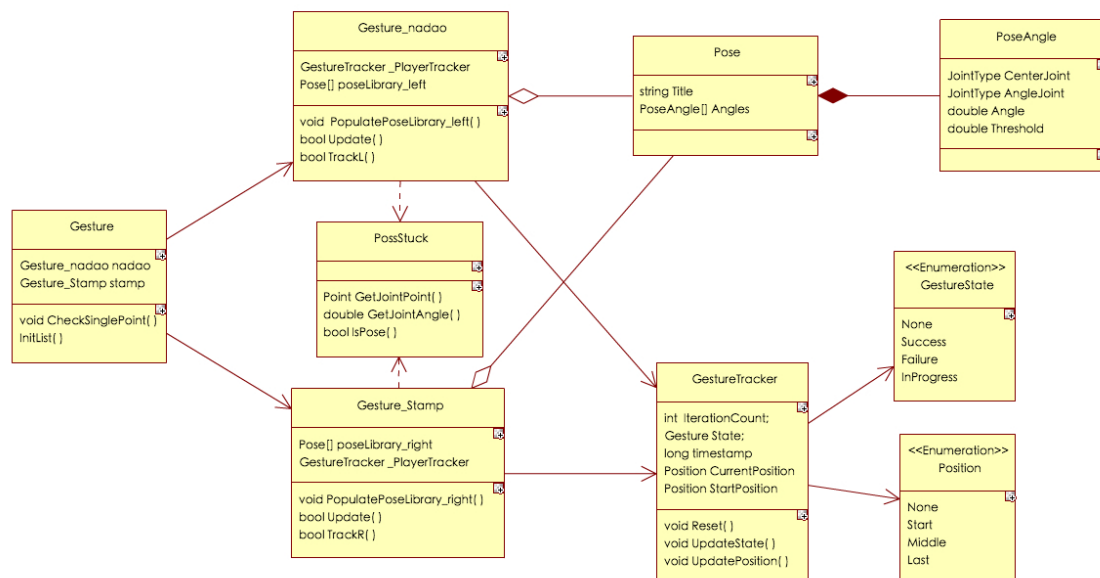 Gesture_nadao
GestureTracker _PlayerTracker
Pose[] poseLibrary_left
void PopulatePoseLibrary_left()
bool Update()
bool TrackL()
Pose
string Title
PoseAngle[] Angles
PoseAngle
JointType CenterJoint
JointType AngleJoint
double Angle
double Threshold
Gesture
Gesture_nadao nadao
Gesture_Stamp stamp
void CheckSinglePoint()
InitList()
PossStuck
Point GetJointPoint()
double GetJointAngle()
bool IsPose()
<<Enumeration>>
GestureState
None
Success
Failure
InProgress
Gesture_Stamp
Pose[] poseLibrary_right
GestureTracker _PlayerTracker
void PopulatePoseLibrary_right()
bool Update()
bool TrackR()
GestureTracker
int IterationCount;
Gesture State;
long timestamp
Position CurrentPosition
Position StartPosition
void Reset()
void UpdateState()
void UpdatePosition()
<<Enumeration>>
Position
None
Start
Middle
Last